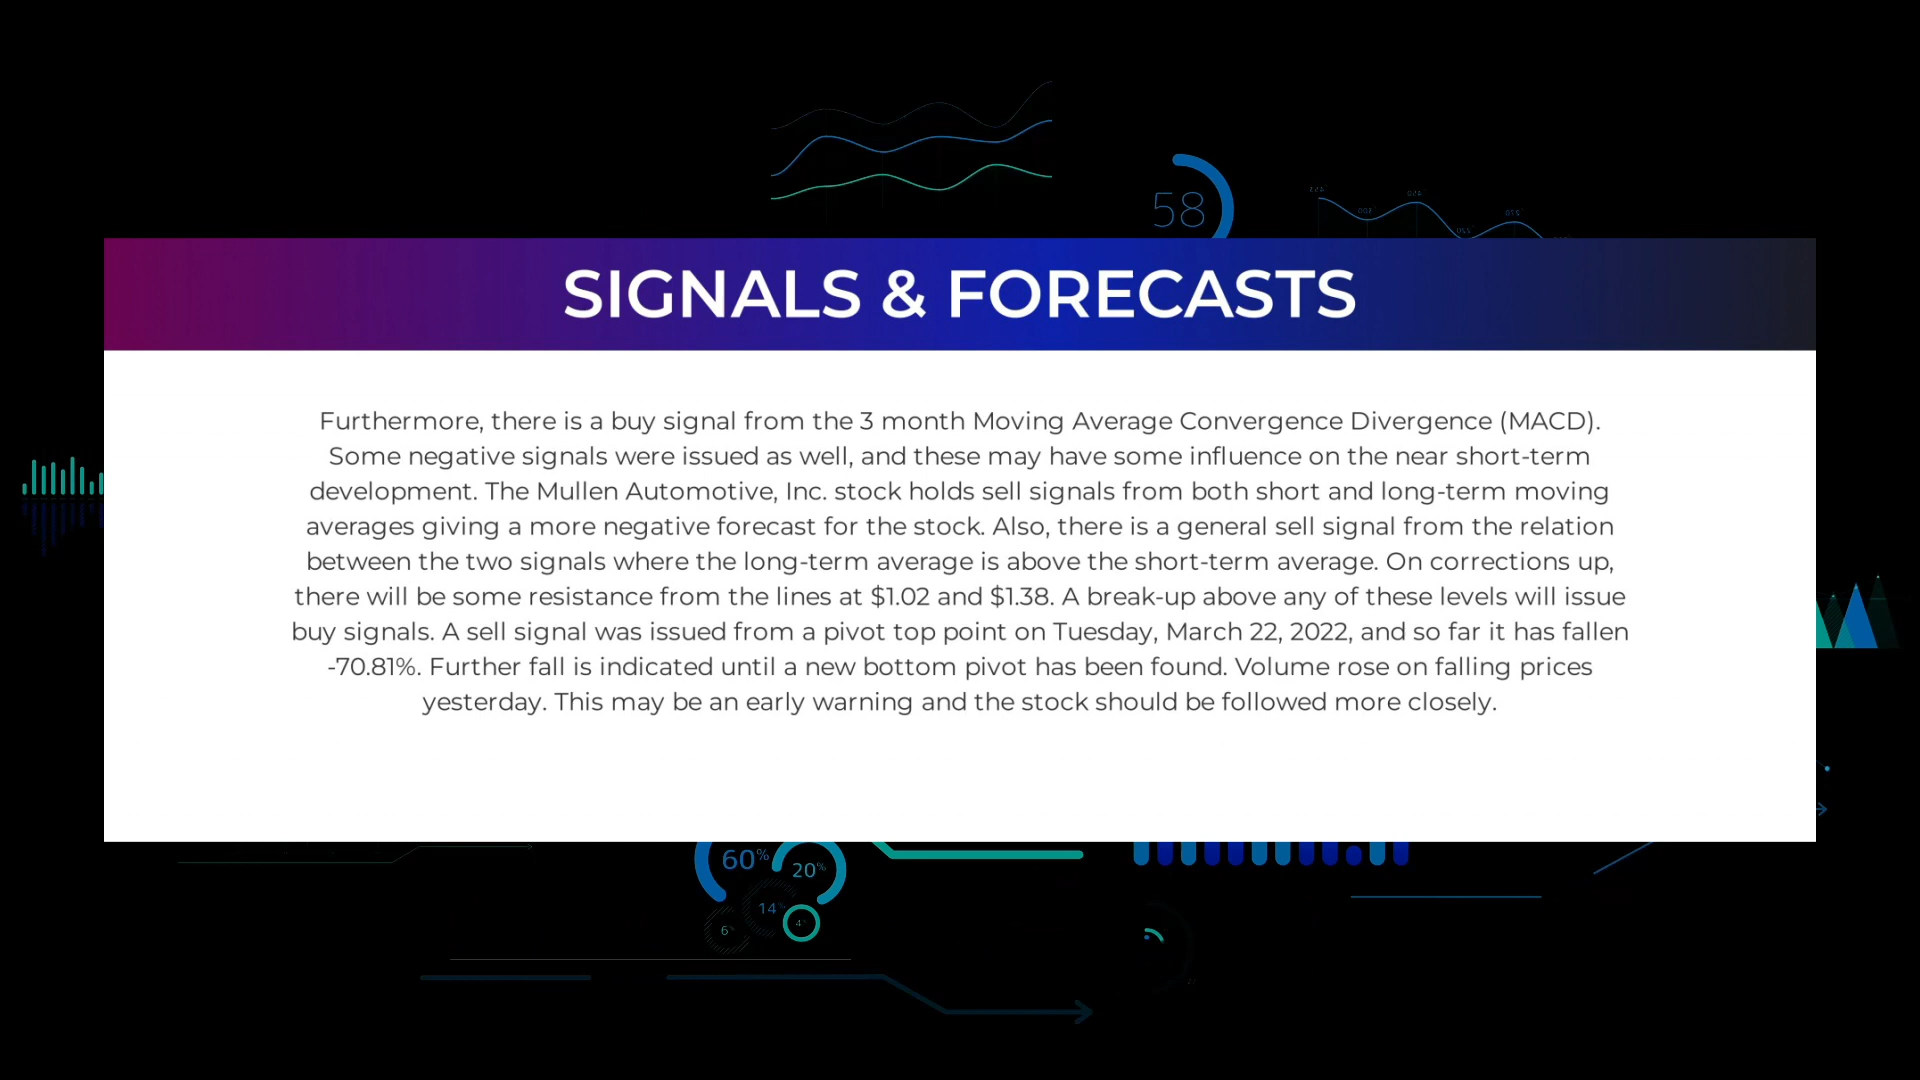 58
SIGNALS & FORECASTS
Furthermore, there is a buy signal from the 3 month Moving Average Convergence Divergence (MACD).
Some negative signals were issued as well, and these may have some influence on the near short-term
development. The Mullen Automotive, Inc. stock holds sell signals from both short and long-term moving
averages giving a more negative forecast for the stock. Also, there is a general sell signal from the relation
between the two signals where the long-term average is above the short-term average. On corrections up,
there will be some resistance from the lines at $1.02 and $1.38. A break-up above any of these levels will issue
buy signals. A sell signal was issued from a pivot top point on Tuesday, March 22, 2022, and so far it has fallen
-70.81%. Further fall is indicated until a new bottom pivot has been found. Volume rose on falling prices
yesterday. This may be an early warning and the stock should be followed more closely.
60%
20%
14
6
4